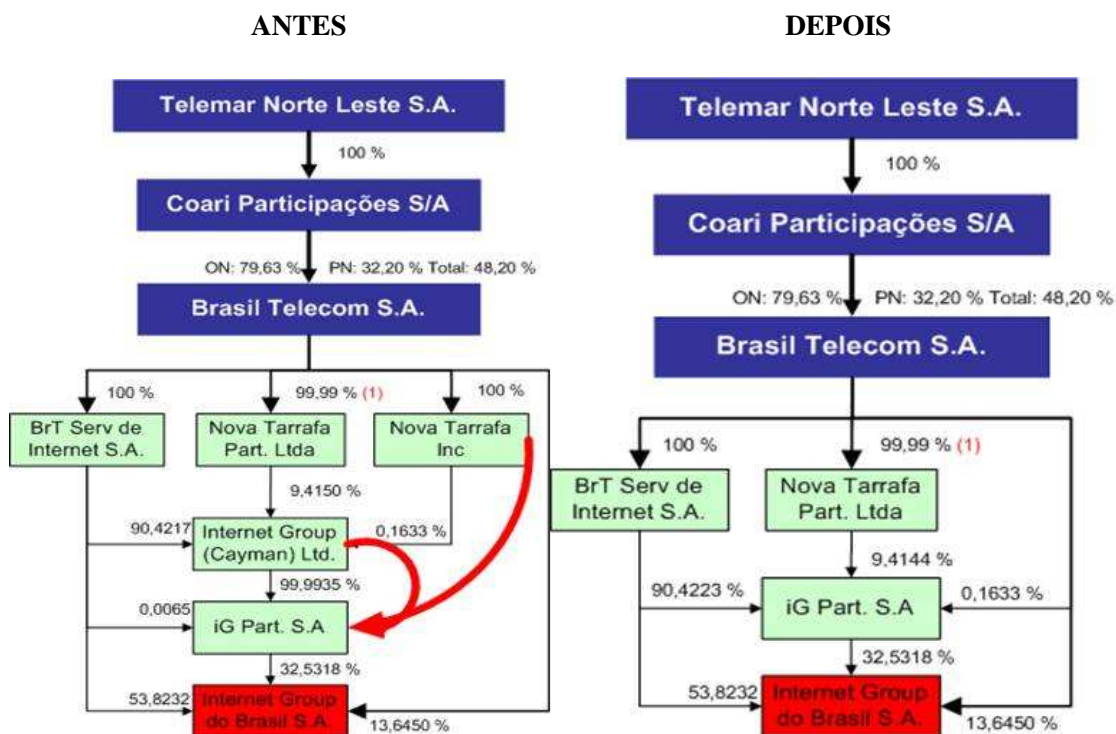 ANTES
Telemar Norte Leste S.A.
100 %
Coari Participações S/A
ON: 79,63 % PN: 32,20 % Total: 48,20 %
Brasil Telecom S.A.
100 %
99,99 % (1)
100 %
BrT Serv de
Internet S.A.
Nova Tarrafa
Part. Ltda
Nova Tarrafa
Inc
9,4150 %
90,4217
Internet Group
(Cayman) Ltd.
0,1633 %
99,9935 %
0,0065
iG Part. S.A
32,5318 %
53,8232
Internet Group
do Brasil S.A.
13,6450 %
DEPOIS
Telemar Norte Leste S.A.
100 %
Coari Participações S/A
ON: 79,63 % PN: 32,20 % Total: 48,20 %
Brasil Telecom S.A.
100 %
99,99 % (1)
BrT Serv de
Internet S.A.
Nova Tarrafa
Part. Ltda
9,4144 %
90,4223 %
iG Part. S.A
0,1633 %
32,5318 %
53,8232
Internet Group
do Brasil S.A.
13,6450 %